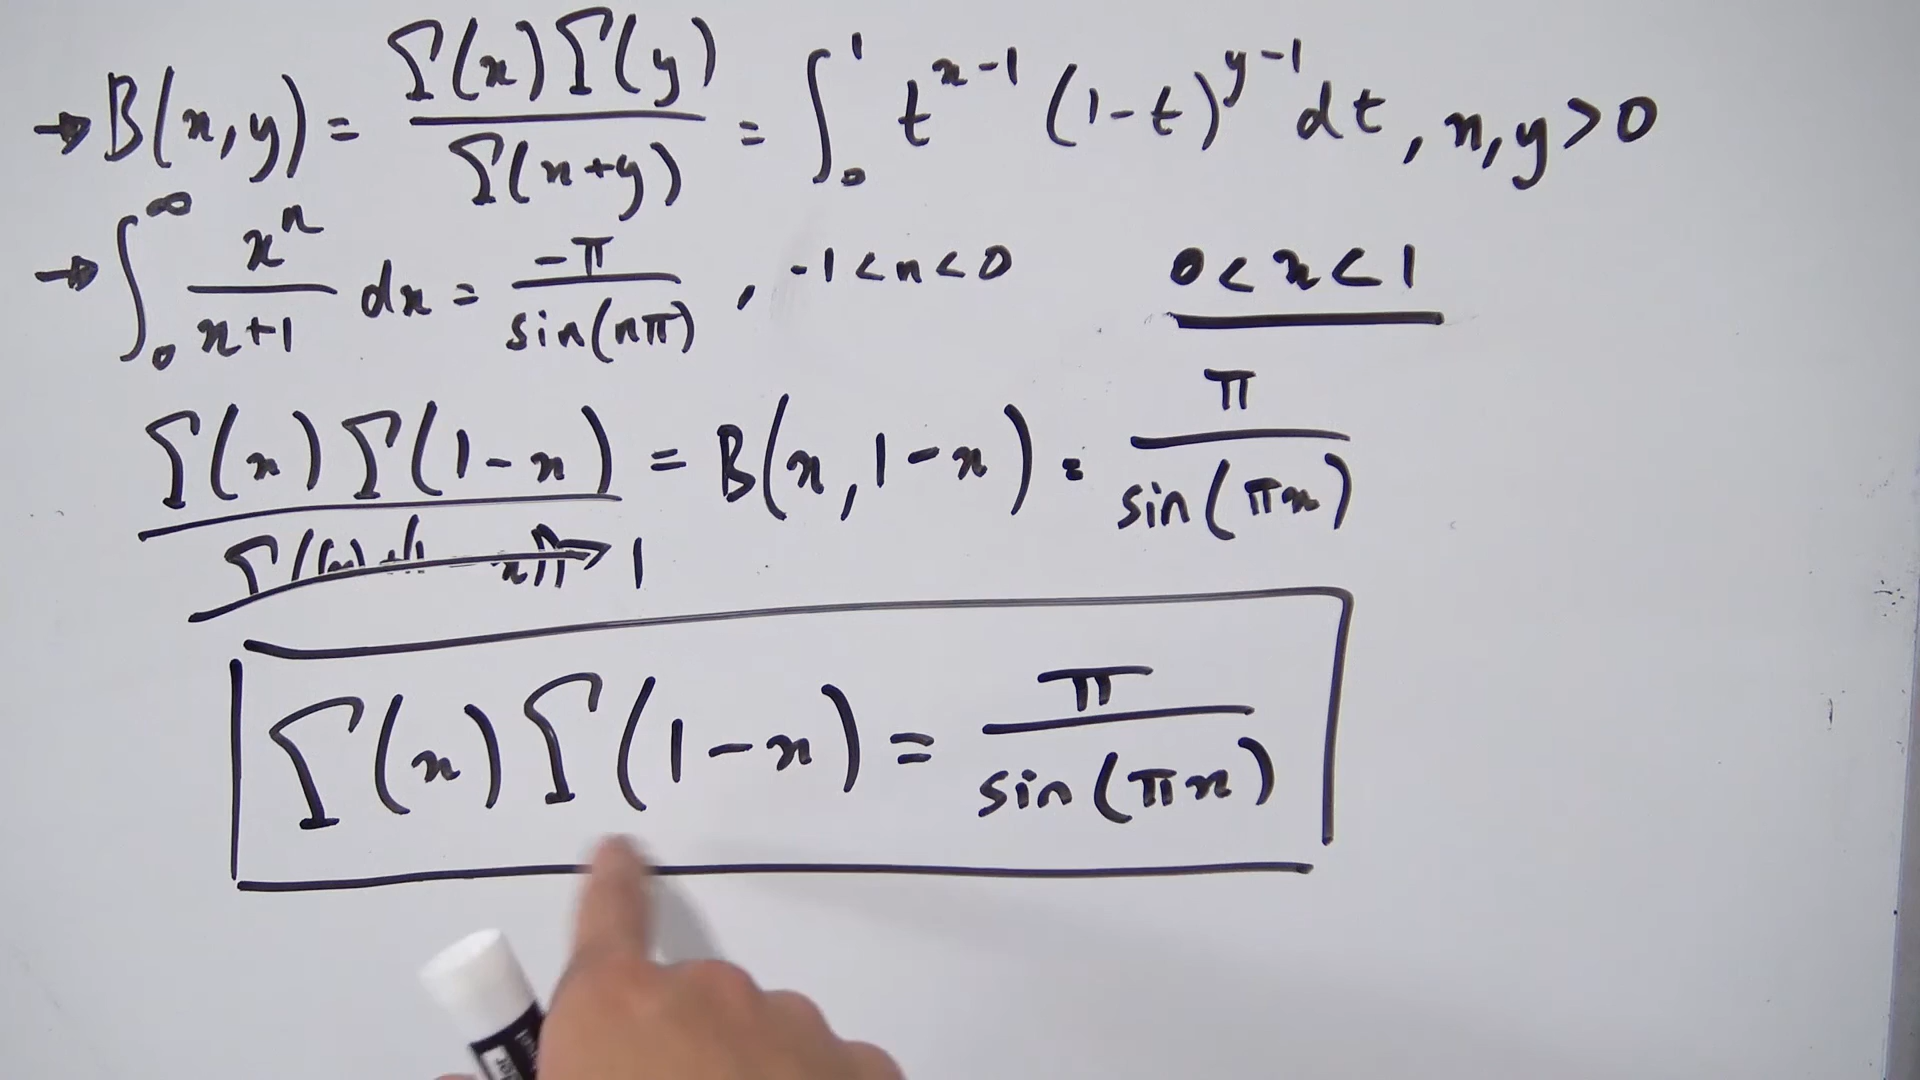 → B(x,y) = Γ(x)Γ(y) / Γ(x+y) = ∫₀¹ t^(x-1) (1-t)^(y-1) dt, x,y > 0
→ ∫₀^∞ x^n / (x+1) dx = -π / sin(nπ), -1 < n < 0
0 < x < 1
Γ(x)Γ(1-x) / Γ((x)+(1-x)) → 1 = B(x, 1-x) = π / sin(πx)
Γ(x)Γ(1-x) = π / sin(πx)